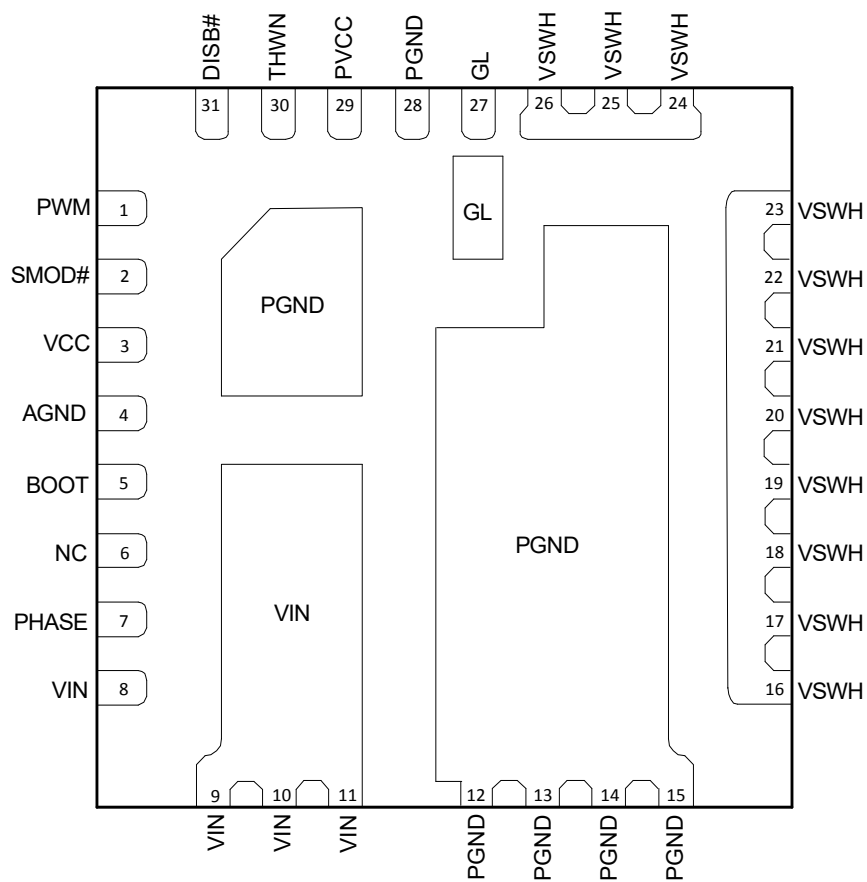 DISB# THWN PVCC PGND GL VSWH VSWH VSWH
31 30 29 28 27 26 25 24
PWM 1
SMOD# 2
VCC 3
AGND 4
BOOT 5
NC 6
PHASE 7
VIN 8
GL
PGND
VIN
PGND
23 VSWH
22 VSWH
21 VSWH
20 VSWH
19 VSWH
18 VSWH
17 VSWH
16 VSWH
9 10 11 12 13 14 15
VIN VIN VIN PGND PGND PGND PGND